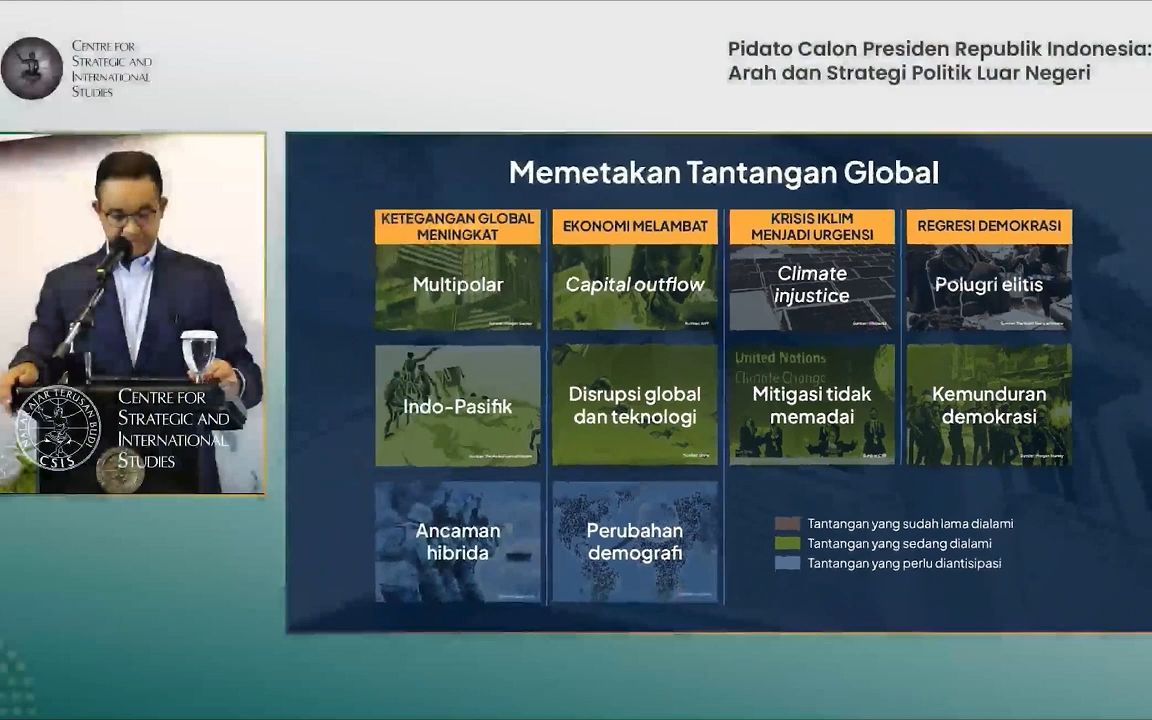 CENTRE FOR
STRATEGIC AND
INTERNATIONAL
STUDIES
Pidato Calon Presiden Republik Indonesia:
Arah dan Strategi Politik Luar Negeri
Memetakan Tantangan Global
KETEGANGAN GLOBAL
MENINGKAT
Multipolar
Indo-Pasifik
Ancaman
hibrida
EKONOMI MELAMBAT
Capital outflow
Disrupsi global
dan teknologi
Perubahan
demografi
KRISIS IKLIM
MENJADI URGENSI
Climate
injustice
United Nations
Climate Change
Mitigasi tidak
memadai
REGRESI DEMOKRASI
Polugri elitis
Kemunduran
demokrasi
Tantangan yang sudah lama dialami
Tantangan yang sedang dialami
Tantangan yang perlu diantisipasi
CENTRE FOR
STRATEGIC AND
INTERNATIONAL
STUDIES
CSIS